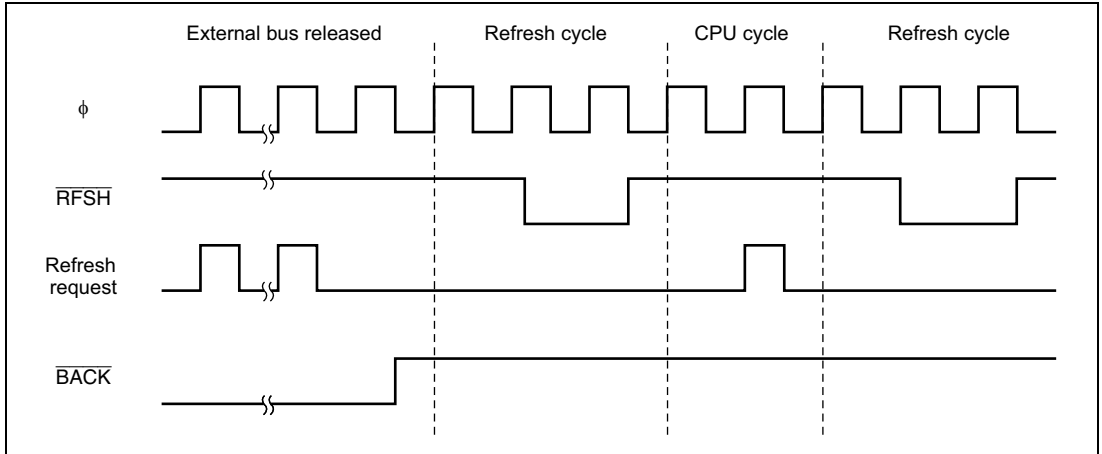 External bus released Refresh cycle CPU cycle Refresh cycle
ϕ
RFSH
Refresh
request
BACK